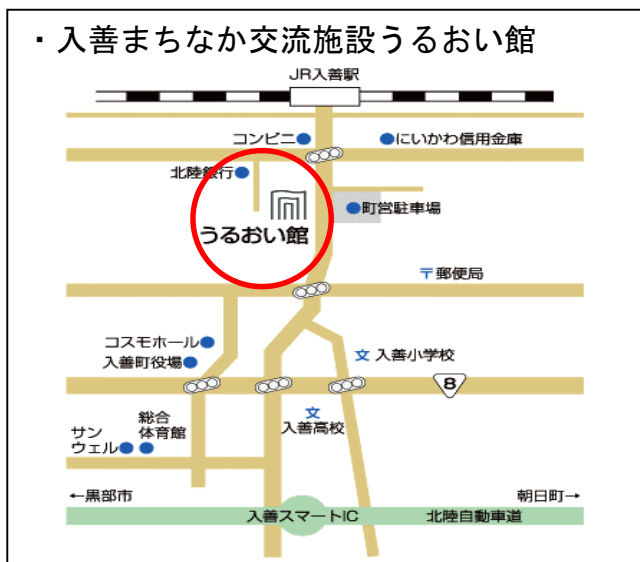 ・入善まちなか交流施設うるおい館
JR入善駅
コンビニ
にいかわ信用金庫
北陸銀行
町営駐車場
うるおい館
〒郵便局
コスモホール
入善町役場
文 入善小学校
8
文
入善高校
総合
体育館
サン
ウェル
←黒部市
朝日町→
入善スマートIC
北陸自動車道